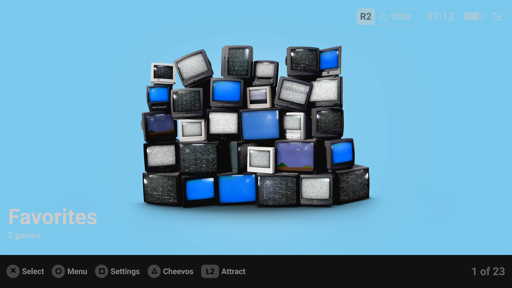 R2 title 07:12
Favorites
2 games
Select Menu Settings Cheevos L2 Attract
1 of 23